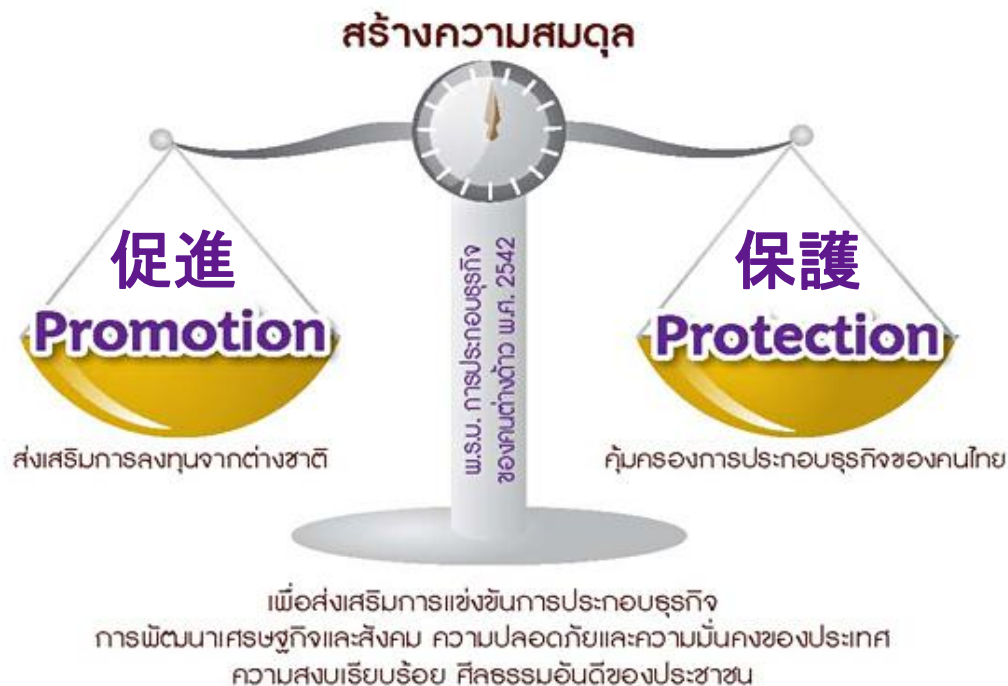 สร้างความสมดุล
促進
Promotion
ส่งเสริมการลงทุนจากต่างชาติ
พ.ร.บ. การประกอบธุรกิจ
ของคนต่างด้าว พ.ศ. 2542
保護
Protection
คุ้มครองการประกอบธุรกิจของคนไทย
เพื่อส่งเสริมการแข่งขันการประกอบธุรกิจ
การพัฒนาเศรษฐกิจและสังคม ความปลอดภัยและความมั่นคงของประเทศ
ความสงบเรียบร้อย ศีลธรรมอันดีของประชาชน